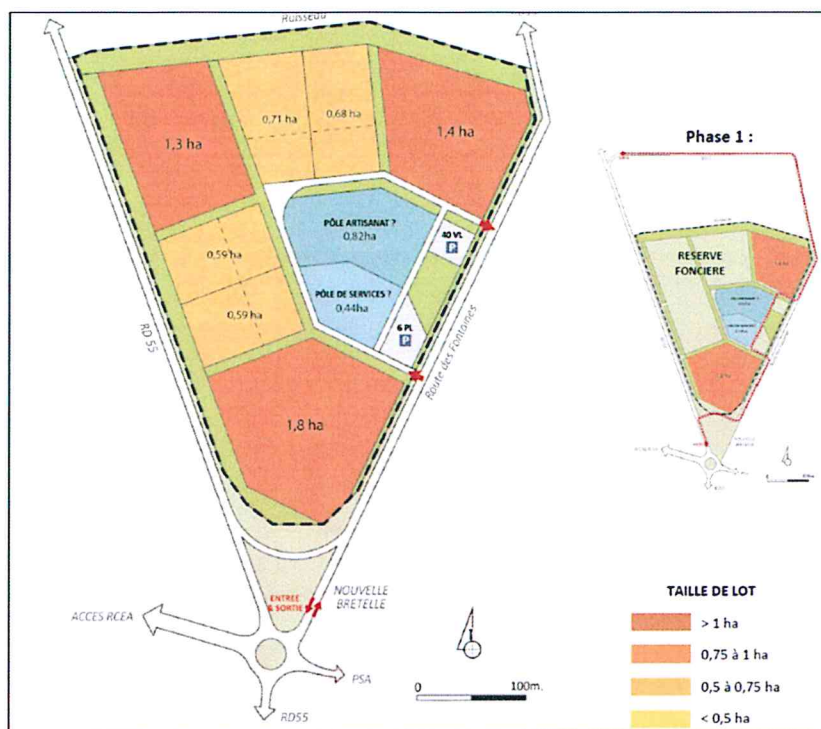 Ruisseau
1,3 ha
0,71 ha
0,68 ha
1,4 ha
PÔLE ARTISANAT ?
0,82ha
40 VL
P
0,59 ha
0,59 ha
PÔLE DE SERVICES ?
0,44ha
6 PL
P
RD 55
Route des Fontaines
1,8 ha
ENTREE
& SORTIE
NOUVELLE
BRETELLE
ACCES RCEA
PSA
RD55
0
100m.
Phase 1 :
RESERVE
FONCIERE
TAILLE DE LOT
> 1 ha
0,75 à 1 ha
0,5 à 0,75 ha
< 0,5 ha